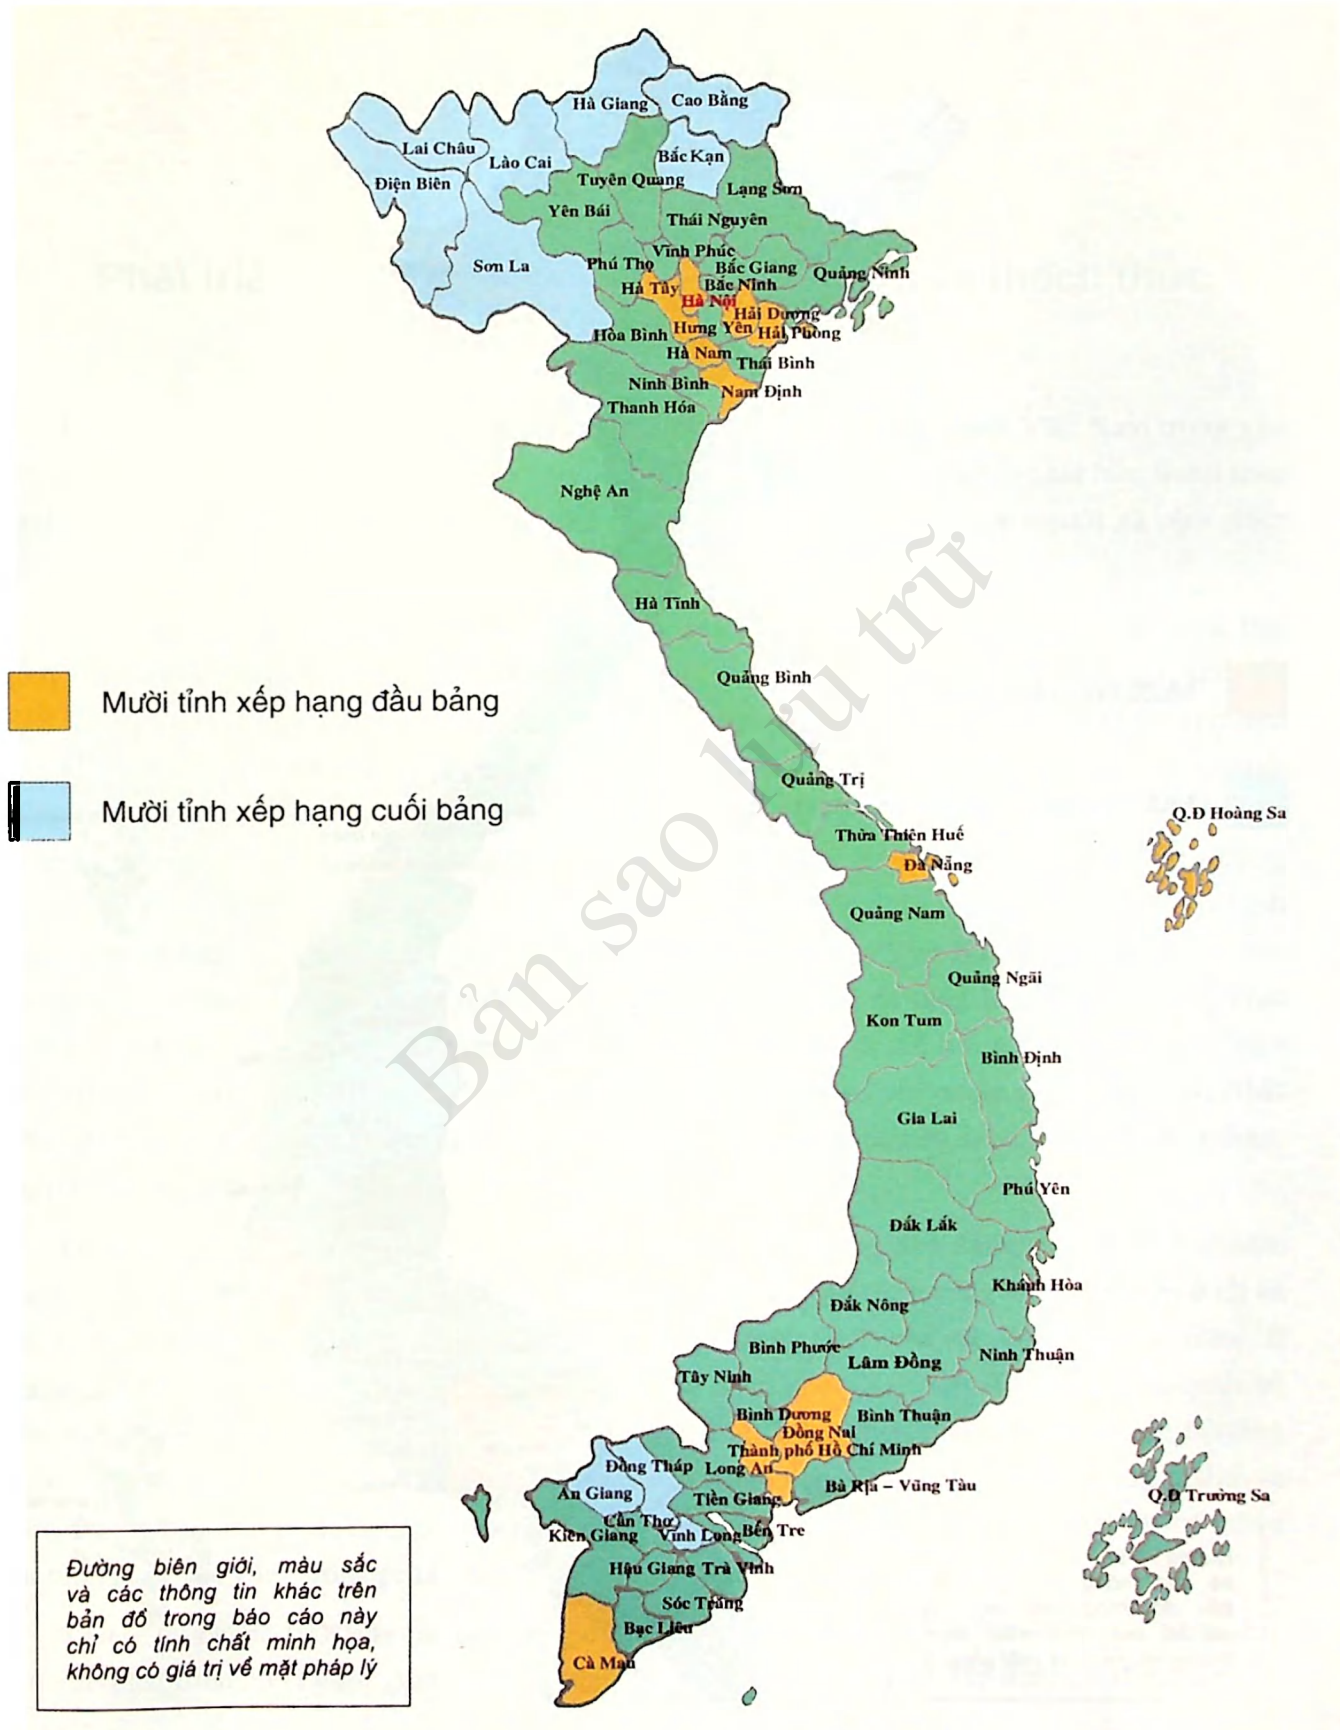 Hà Giang
Cao Bằng
Lai Châu
Lào Cai
Bắc Kạn
Điện Biên
Tuyên Quang
Lạng Sơn
Yên Bái
Thái Nguyên
Sơn La
Phú Thọ
Vĩnh Phúc
Bắc Giang
Quảng Ninh
Hà Tây
Bắc Ninh
Hà Nội
Hải Dương
Hòa Bình
Hưng Yên
Hải Phòng
Hà Nam
Thái Bình
Ninh Bình
Nam Định
Thanh Hóa
Nghệ An
Hà Tĩnh
Quảng Bình
Mười tỉnh xếp hạng đầu bảng
Mười tỉnh xếp hạng cuối bảng
Quảng Trị
Thừa Thiên Huế
Q.Đ Hoàng Sa
Đà Nẵng
Quảng Nam
Quảng Ngãi
Kon Tum
Bình Định
Gia Lai
Phú Yên
Đắk Lắk
Khánh Hòa
Đắk Nông
Bình Phước
Lâm Đồng
Ninh Thuận
Tây Ninh
Bình Dương
Bình Thuận
Đồng Nai
Thành phố Hồ Chí Minh
Đồng Tháp
Long An
Bà Rịa – Vũng Tàu
An Giang
Tiền Giang
Q.Đ Trường Sa
Cần Thơ
Kiên Giang
Vĩnh Long
Bến Tre
Hậu Giang
Trà Vinh
Sóc Trăng
Bạc Liêu
Cà Mau
Đường biên giới, màu sắc
và các thông tin khác trên
bản đồ trong báo cáo này
chỉ có tính chất minh họa,
không có giá trị về mặt pháp lý
Bản sao lưu trữ